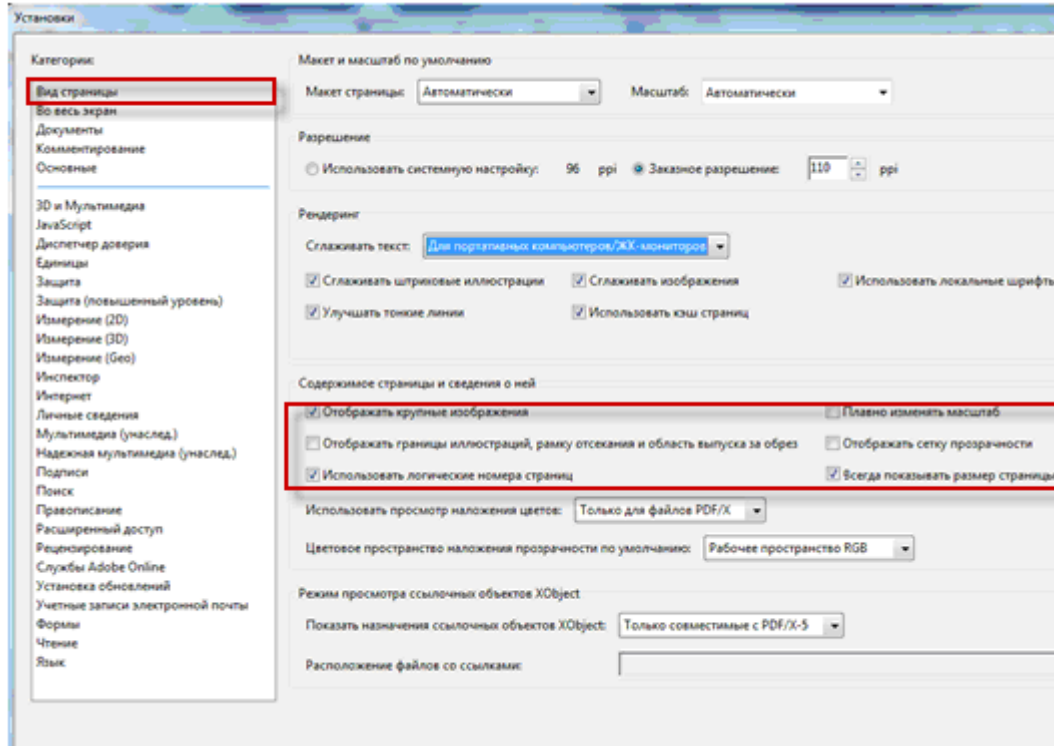 Установки
Категории:
Вид страницы
Во весь экран
Документы
Комментирование
Основные
3D и Мультимедиа
JavaScript
Диспетчер доверия
Единицы
Защита
Защита (повышенный уровень)
Измерение (2D)
Измерение (3D)
Измерение (Geo)
Инспектор
Интернет
Личные сведения
Мультимедиа (унаслед.)
Надежная мультимедиа (унаслед.)
Подписи
Поиск
Правописание
Расширенный доступ
Рецензирование
Службы Adobe Online
Установка обновлений
Учетные записи электронной почты
Формы
Чтение
Язык
Макет и масштаб по умолчанию
Макет страницы: Автоматически Масштаб: Автоматически
Разрешение
Использовать системную настройку: 96 ppi Заказное разрешение: 110 ppi
Рендеринг
Сглаживать текст: Для портативных компьютеров/ЖК-мониторов
Сглаживать штриховые иллюстрации Сглаживать изображения Использовать локальные шрифты
Улучшать тонкие линии Использовать кэш страниц
Содержимое страницы и сведения о ней
Отображать крупные изображения Плавно изменять масштаб
Отображать границы иллюстраций, рамку отсекания и область выпуска за обрез Отображать сетку прозрачности
Использовать логические номера страниц Всегда показывать размер страницы
Использовать просмотр наложения цветов: Только для файлов PDF/X
Цветовое пространство наложения прозрачности по умолчанию: Рабочее пространство RGB
Режим просмотра ссылочных объектов XObject
Показать назначения ссылочных объектов XObject: Только совместимые с PDF/X-5
Расположение файлов со ссылками: